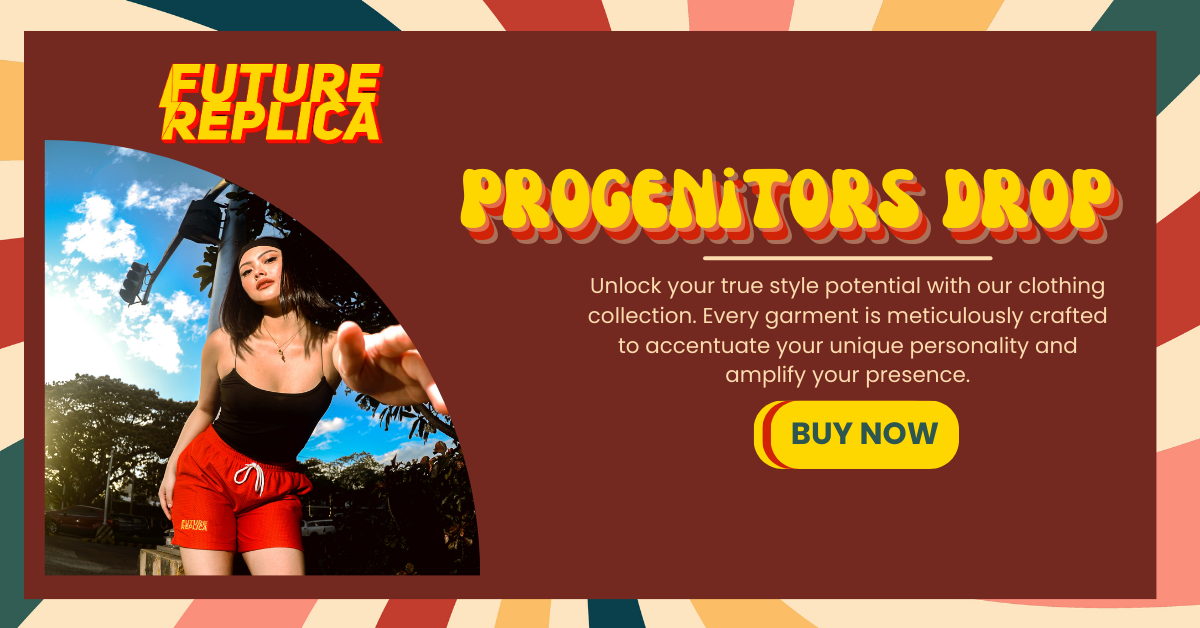 FUTURE
REPLICA
PROGENiTORS DROP
Unlock your true style potential with our clothing
collection. Every garment is meticulously crafted
to accentuate your unique personality and
amplify your presence.
BUY NOW
FUTURE
REPLICA